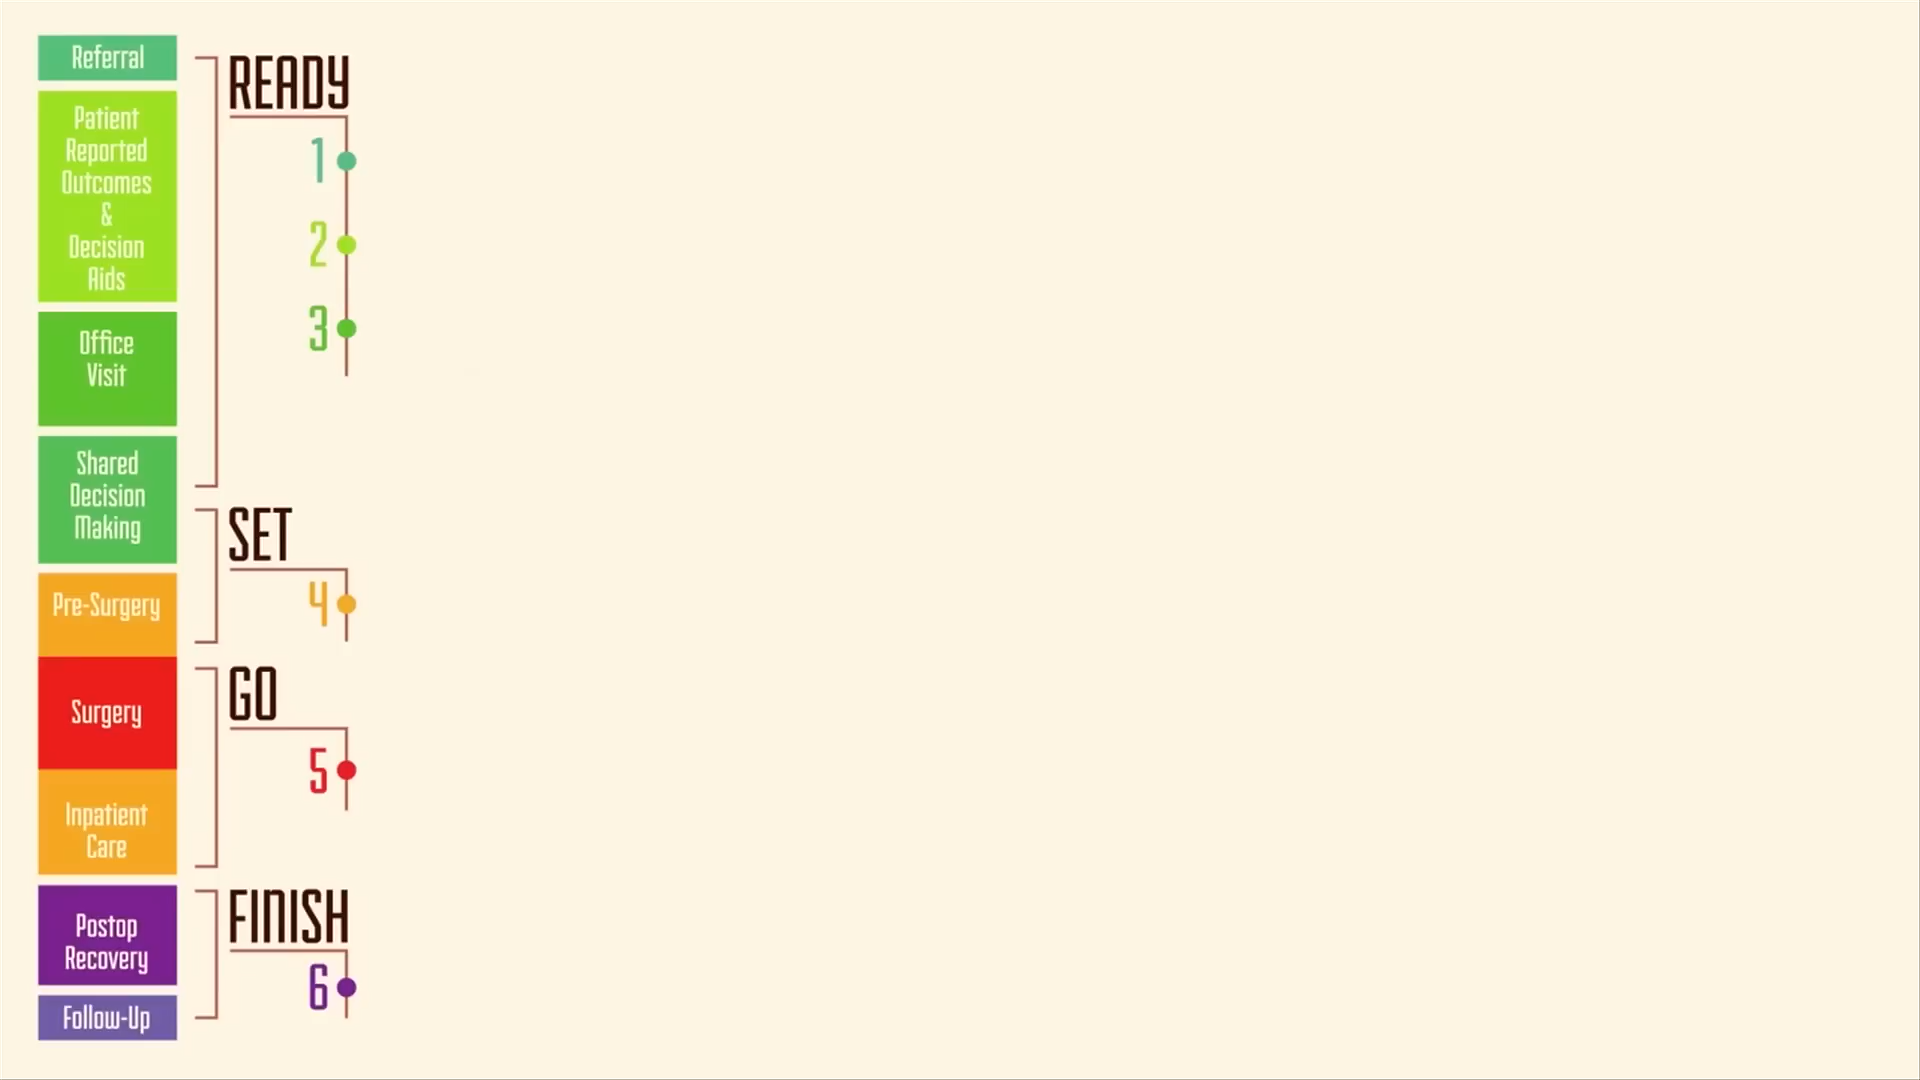 Referral
Patient
Reported
Outcomes
&
Decision
Aids
Office
Visit
Shared
Decision
Making
Pre-Surgery
Surgery
Inpatient
Care
Postop
Recovery
Follow-Up
READY
1
2
3
SET
4
GO
5
FINISH
6